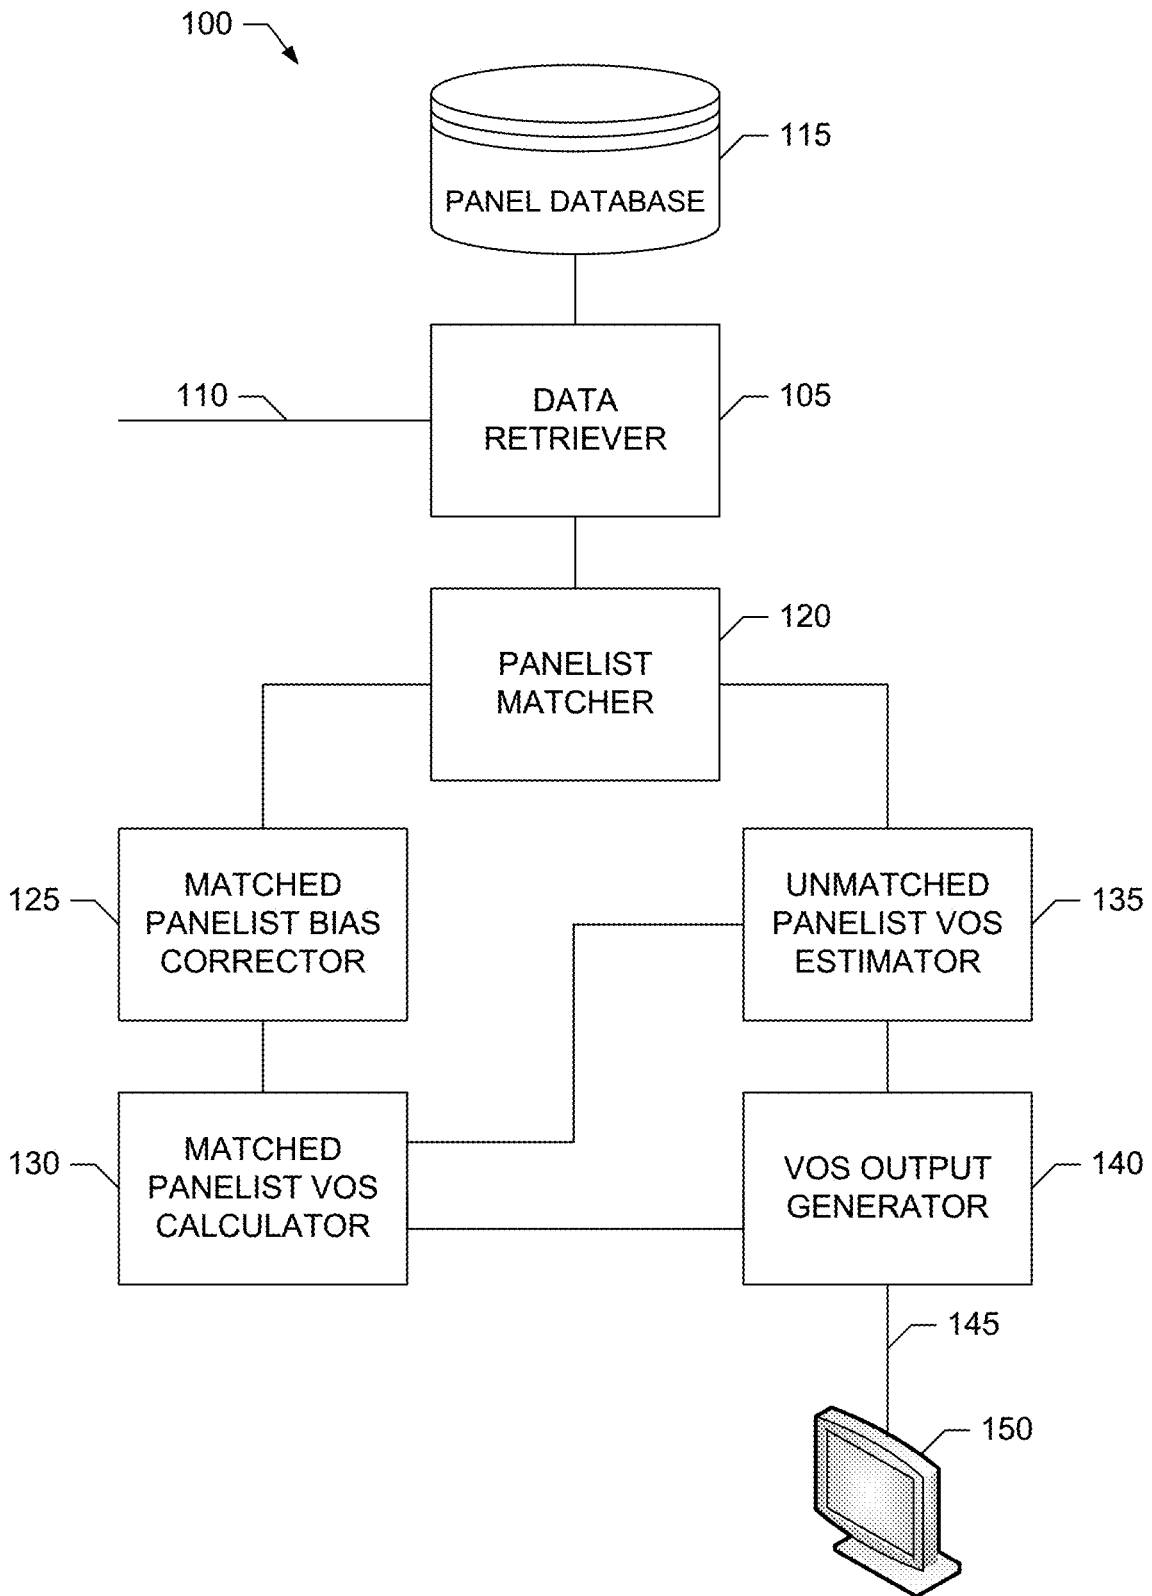 100
115
PANEL DATABASE
110
105
DATA
RETRIEVER
120
PANELIST
MATCHER
125
MATCHED
PANELIST BIAS
CORRECTOR
UNMATCHED
PANELIST VOS
ESTIMATOR
135
130
MATCHED
PANELIST VOS
CALCULATOR
VOS OUTPUT
GENERATOR
140
145
150